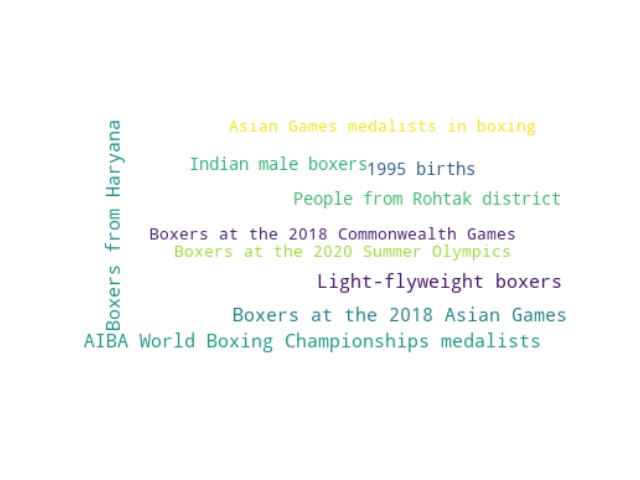 Boxers from Haryana
Asian Games medalists in boxing
Indian male boxers
1995 births
People from Rohtak district
Boxers at the 2018 Commonwealth Games
Boxers at the 2020 Summer Olympics
Light-flyweight boxers
Boxers at the 2018 Asian Games
AIBA World Boxing Championships medalists